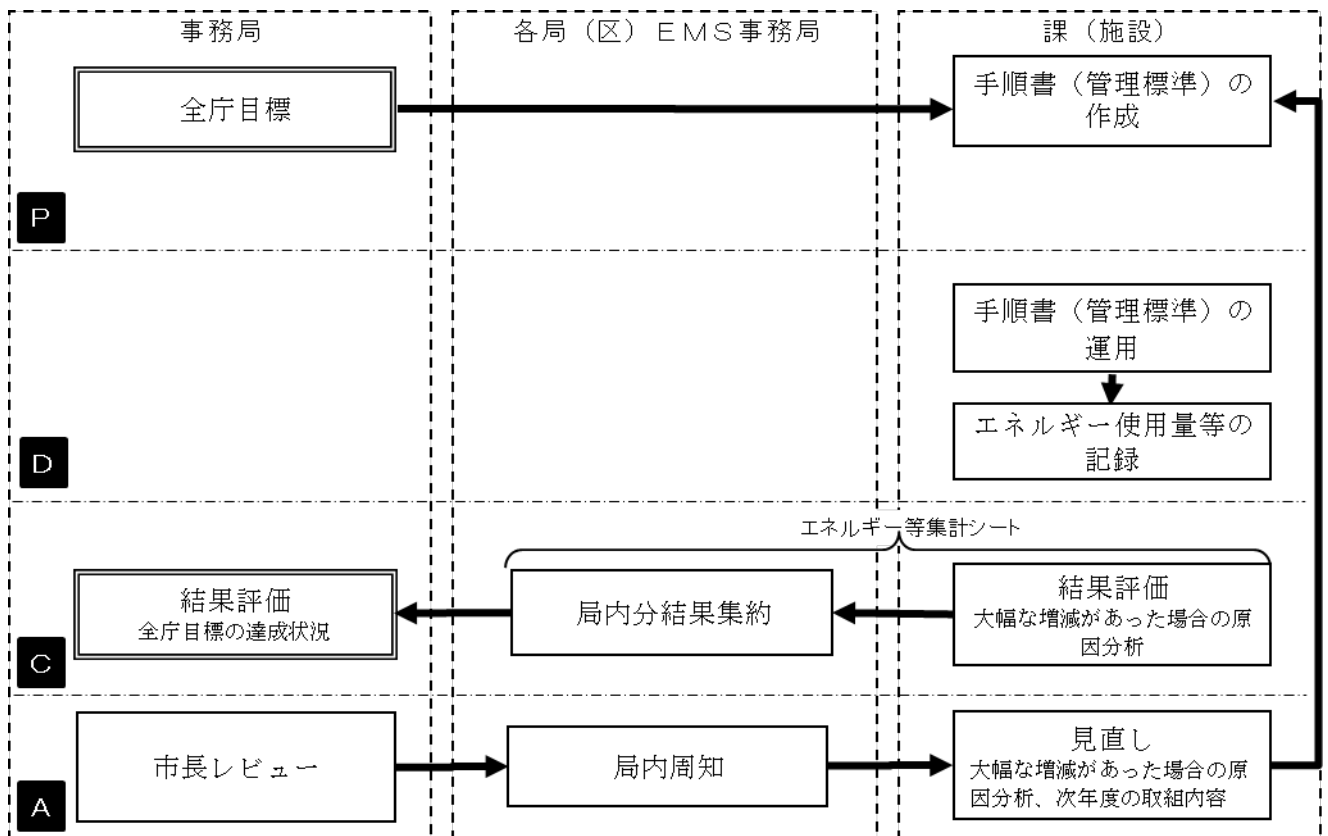 事務局
各局（区）ＥＭＳ事務局
課（施設）
全庁目標
手順書（管理標準）の
作成
P
手順書（管理標準）の
運用
エネルギー使用量等の
記録
D
エネルギー等集計シート
結果評価
全庁目標の達成状況
局内分結果集約
結果評価
大幅な増減があった場合の原
因分析
C
市長レビュー
局内周知
見直し
大幅な増減があった場合の原
因分析、次年度の取組内容
A